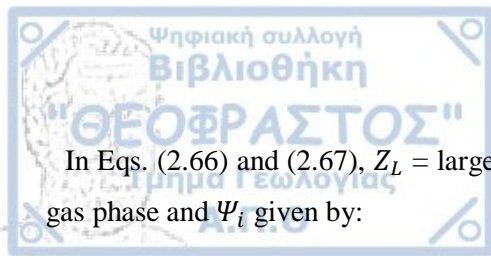 Ψηφιακή συλλογή
Βιβλιοθήκη
"ΘΕΟΦΡΑΣΤΟΣ"
In Eqs. (2.66) and (2.67), Z_L = large
Τμήμα Γεωλογίας
gas phase and Ψ_i given by:
Α.Π.Θ